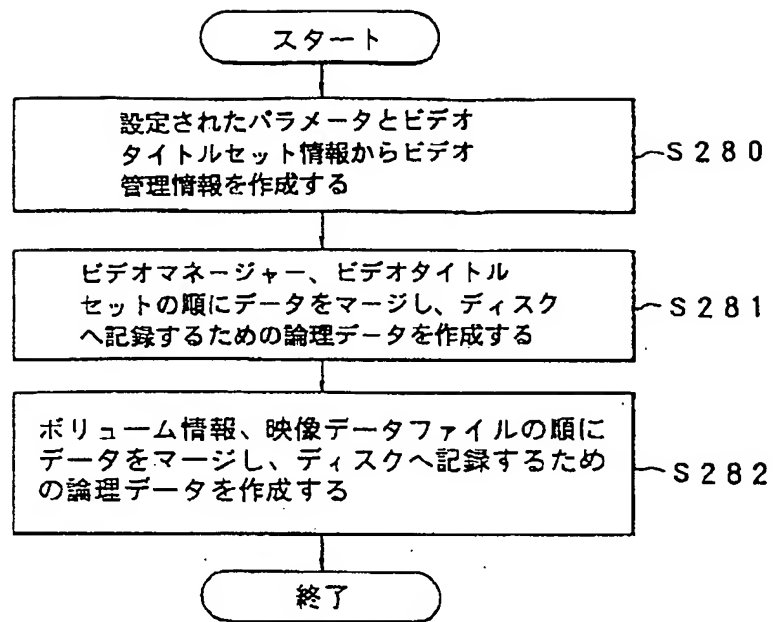 スタート
設定されたパラメータとビデオ
タイトルセット情報からビデオ
管理情報を作成する
S280
ビデオマネージャー、ビデオタイトル
セットの順にデータをマージし、ディスク
へ記録するための論理データを作成する
S281
ボリューム情報、映像データファイルの順に
データをマージし、ディスクへ記録するため
の論理データを作成する
S282
終了